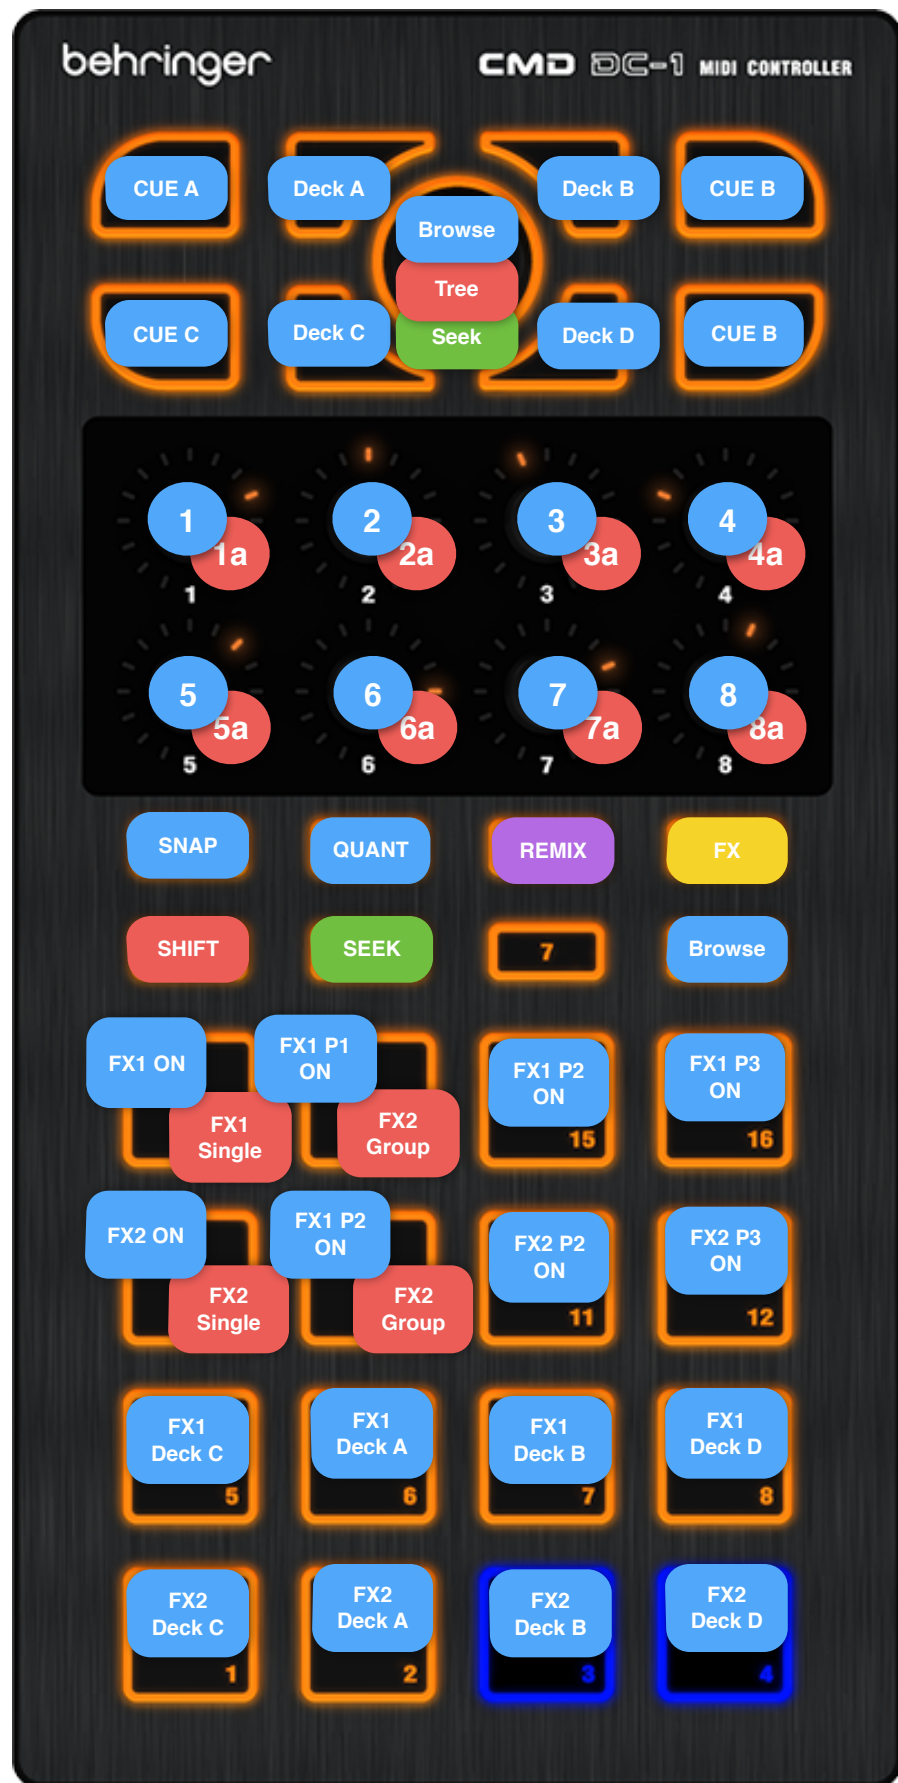 behringer
CMD DC-1 MIDI CONTROLLER
CUE A
Deck A
Deck B
CUE B
Browse
Tree
Seek
CUE C
Deck C
Deck D
CUE B
1
1a
2
2a
3
3a
4
4a
1
2
3
4
5
5a
6
6a
7
7a
8
8a
5
6
7
8
SNAP
QUANT
REMIX
FX
SHIFT
SEEK
7
Browse
FX1 ON
FX1
Single
FX1 P1
ON
FX2
Group
FX1 P2
ON
15
FX1 P3
ON
16
FX2 ON
FX2
Single
FX1 P2
ON
FX2
Group
FX2 P2
ON
11
FX2 P3
ON
12
FX1
Deck C
5
FX1
Deck A
6
FX1
Deck B
7
FX1
Deck D
8
FX2
Deck C
1
FX2
Deck A
2
FX2
Deck B
3
FX2
Deck D
4